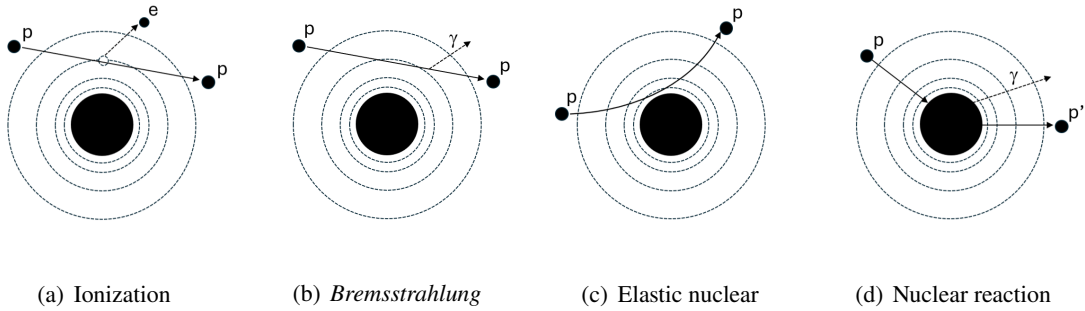 e
p
p
(a) Ionization
p
γ
p
(b) Bremsstrahlung
p
p
(c) Elastic nuclear
p
γ
p'
(d) Nuclear reaction